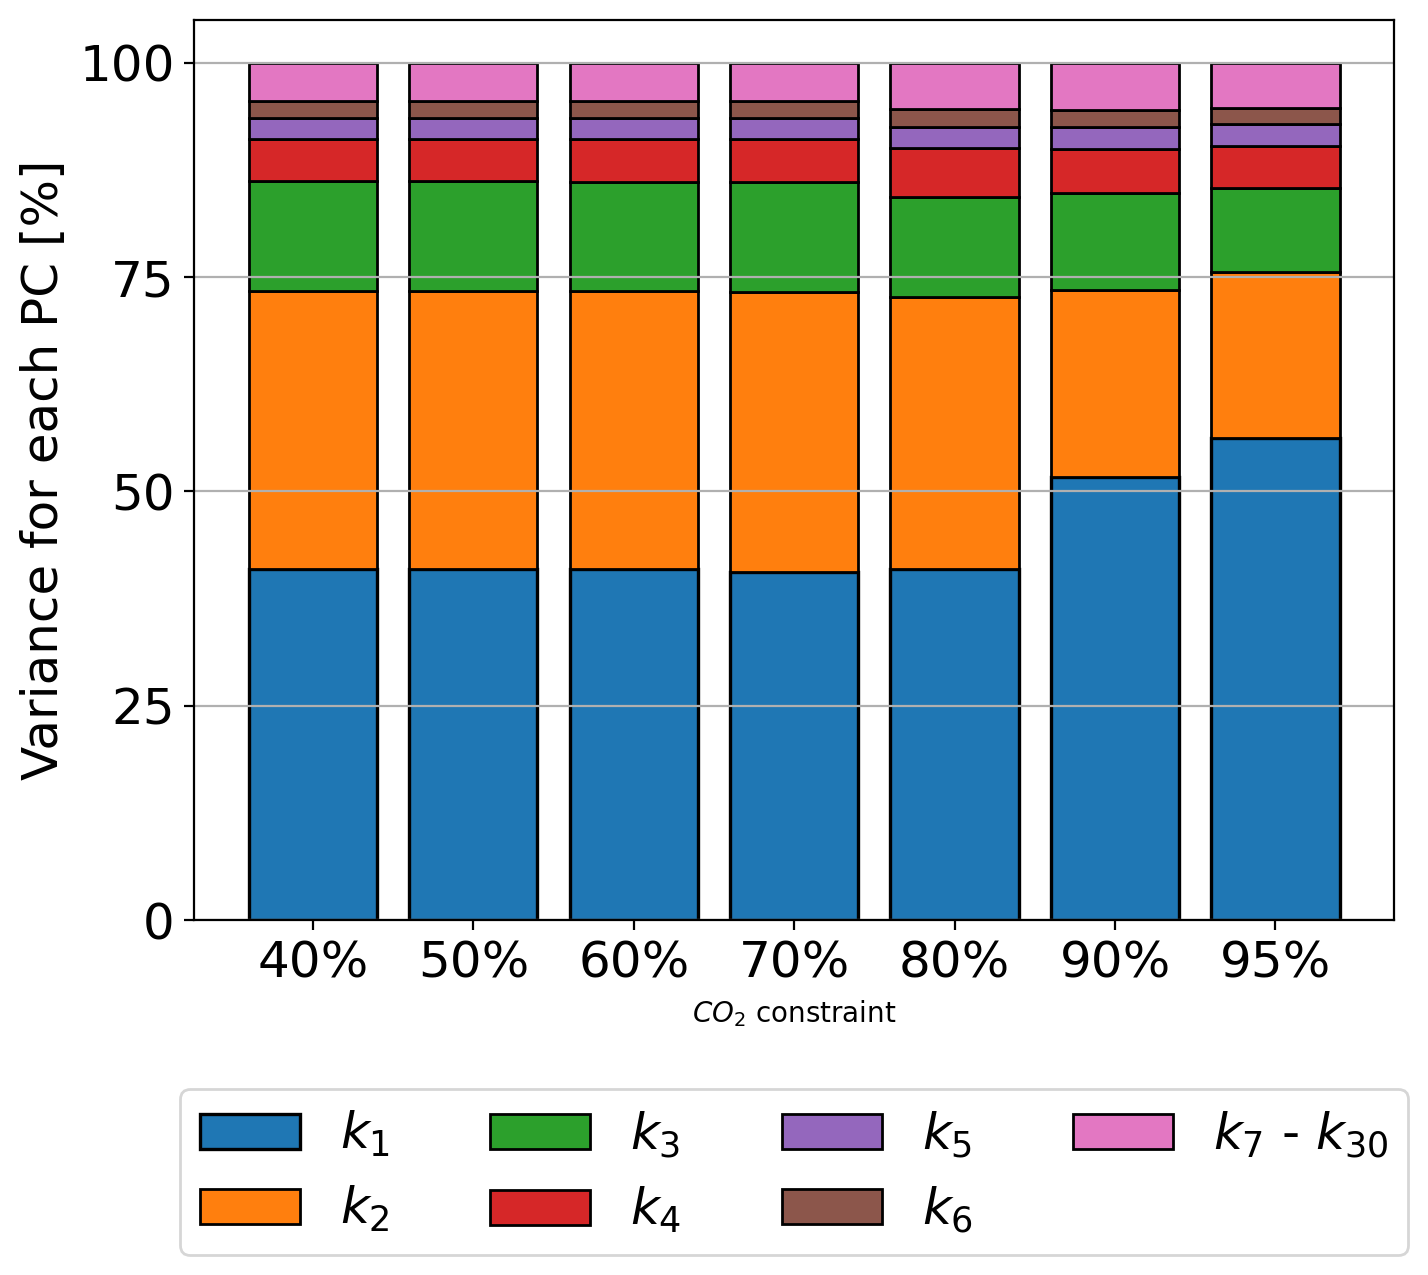 Variance for each PC [%]
100
75
50
25
0
40% 50% 60% 70% 80% 90% 95%
CO₂ constraint
k₁ k₃ k₅ k₇ - k₃₀
k₂ k₄ k₆